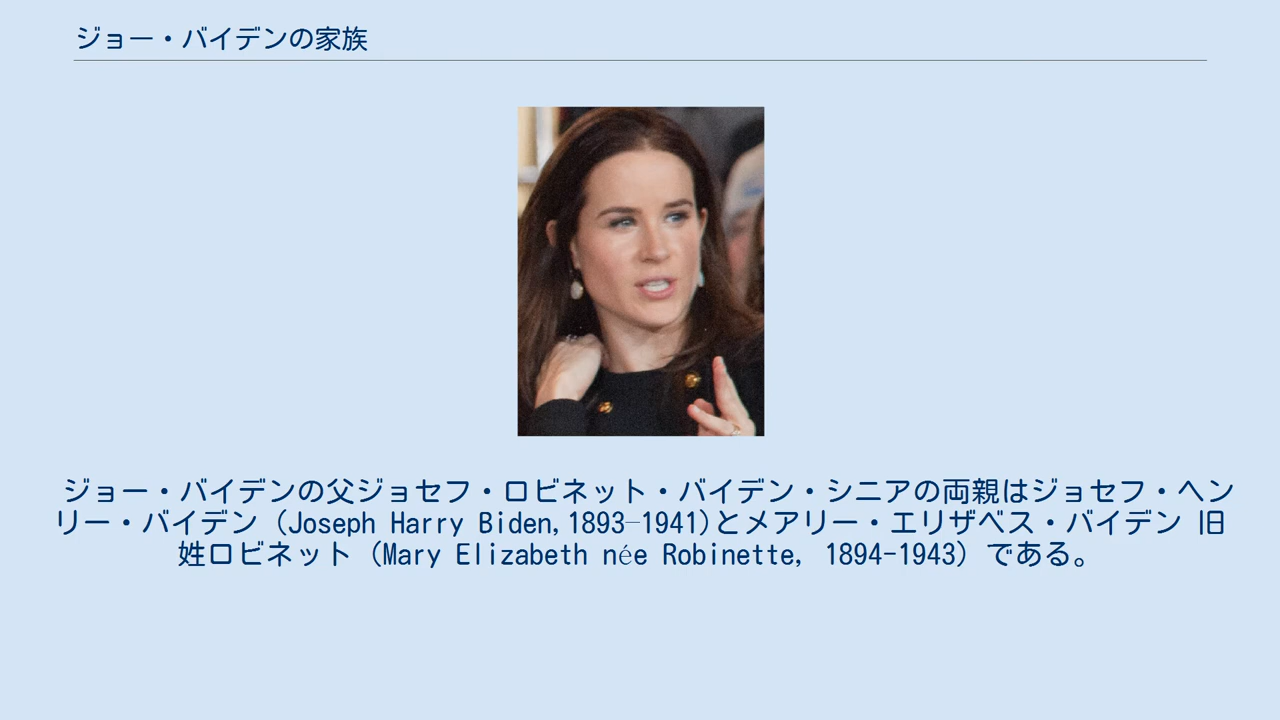 ジョー・バイデンの家族
ジョー・バイデンの父ジョセフ・ロビネット・バイデン・シニアの両親はジョセフ・ヘン
リー・バイデン (Joseph Harry Biden,1893–1941)とメアリー・エリザベス・バイデン 旧
姓ロビネット (Mary Elizabeth née Robinette, 1894-1943) である。